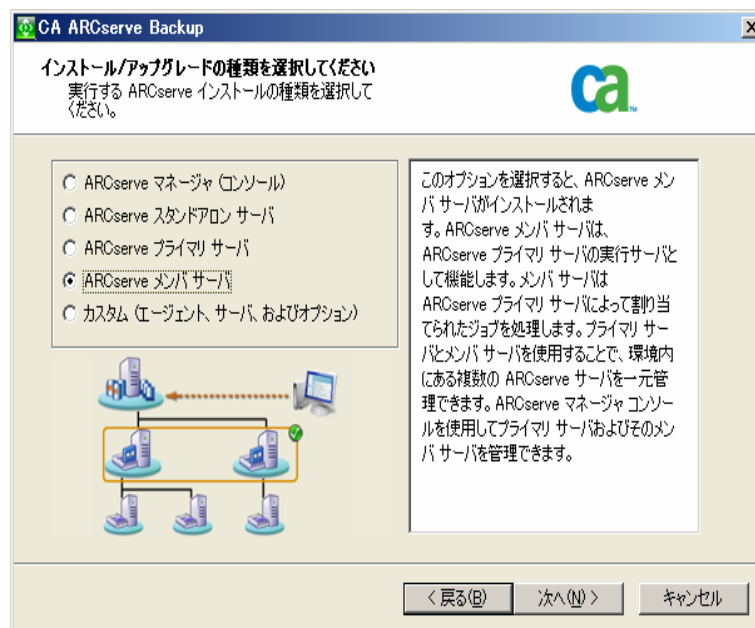 CA ARCserve Backup
インストール/アップグレードの種類を選択してください
実行する ARCserve インストールの種類を選択して
ください。
ca
ARCserve マネージャ (コンソール)
ARCserve スタンドアロン サーバ
ARCserve プライマリ サーバ
ARCserve メンバ サーバ
カスタム (エージェント、サーバ、およびオプション)
このオプションを選択すると、ARCserve メン
バ サーバがインストールされま
す。ARCserve メンバ サーバは、
ARCserve プライマリ サーバの実行サーバと
して機能します。メンバ サーバは
ARCserve プライマリ サーバによって割り当
てられたジョブを処理します。プライマリ サー
バとメンバ サーバを使用することで、環境内
にある複数の ARCserve サーバを一元管
理できます。ARCserve マネージャ コンソー
ルを使用してプライマリ サーバおよびそのメン
バ サーバを管理できます。
< 戻る(B)
次へ(N) >
キャンセル